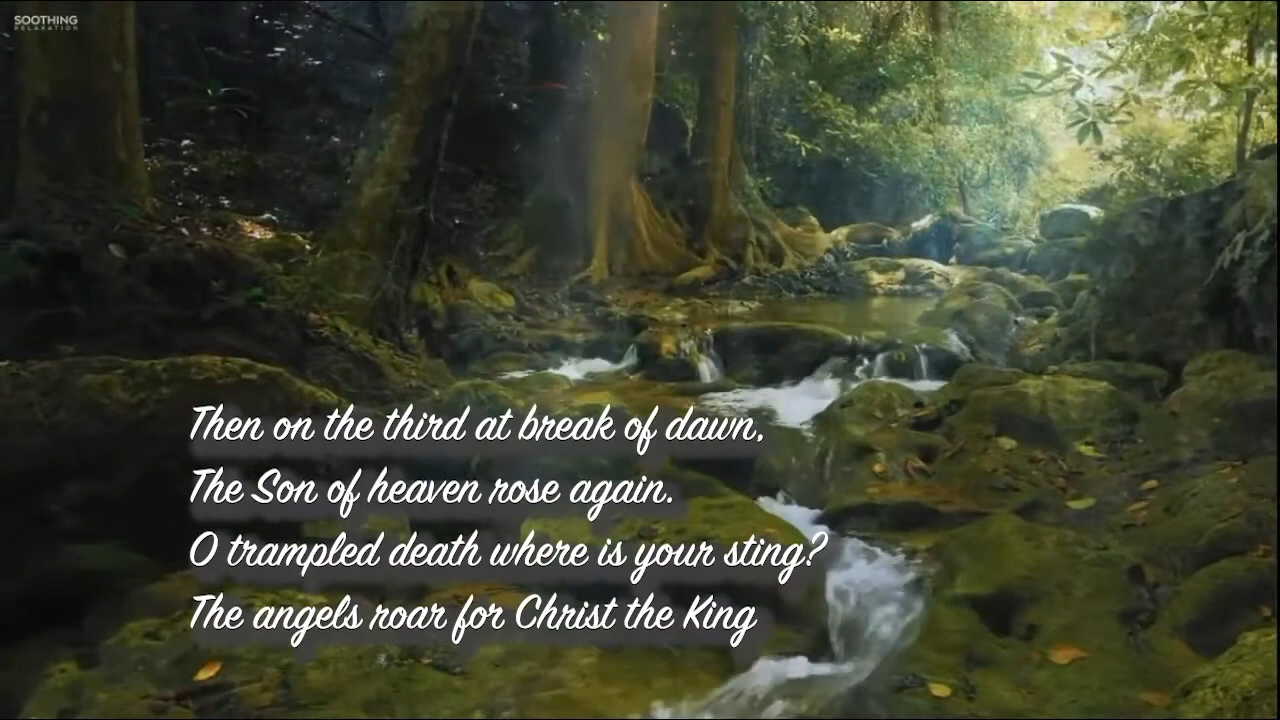 SOOTHING
RELAXATION
Then on the third at break of dawn,
The Son of heaven rose again.
O trampled death where is your sting?
The angels roar for Christ the King